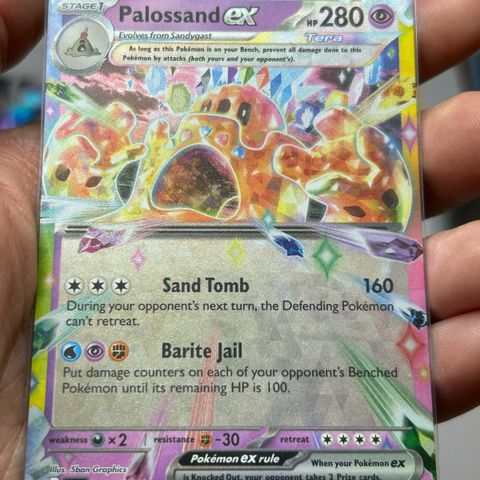 STAGE1
Palossand ex
HP 280
Evolves from Sandygast
Tera
As long as this Pokémon is on your Bench, prevent all damage done to this
Pokémon by attacks (both yours and your opponent's).
Sand Tomb 160
During your opponent's next turn, the Defending Pokémon
can't retreat.
Barite Jail
Put damage counters on each of your opponent's Benched
Pokémon until its remaining HP is 100.
weakness ×2 resistance -30 retreat
Illus. 5ban Graphics
Pokémon ex rule
When your Pokémon ex
is Knocked Out, your opponent takes 2 Prize cards.